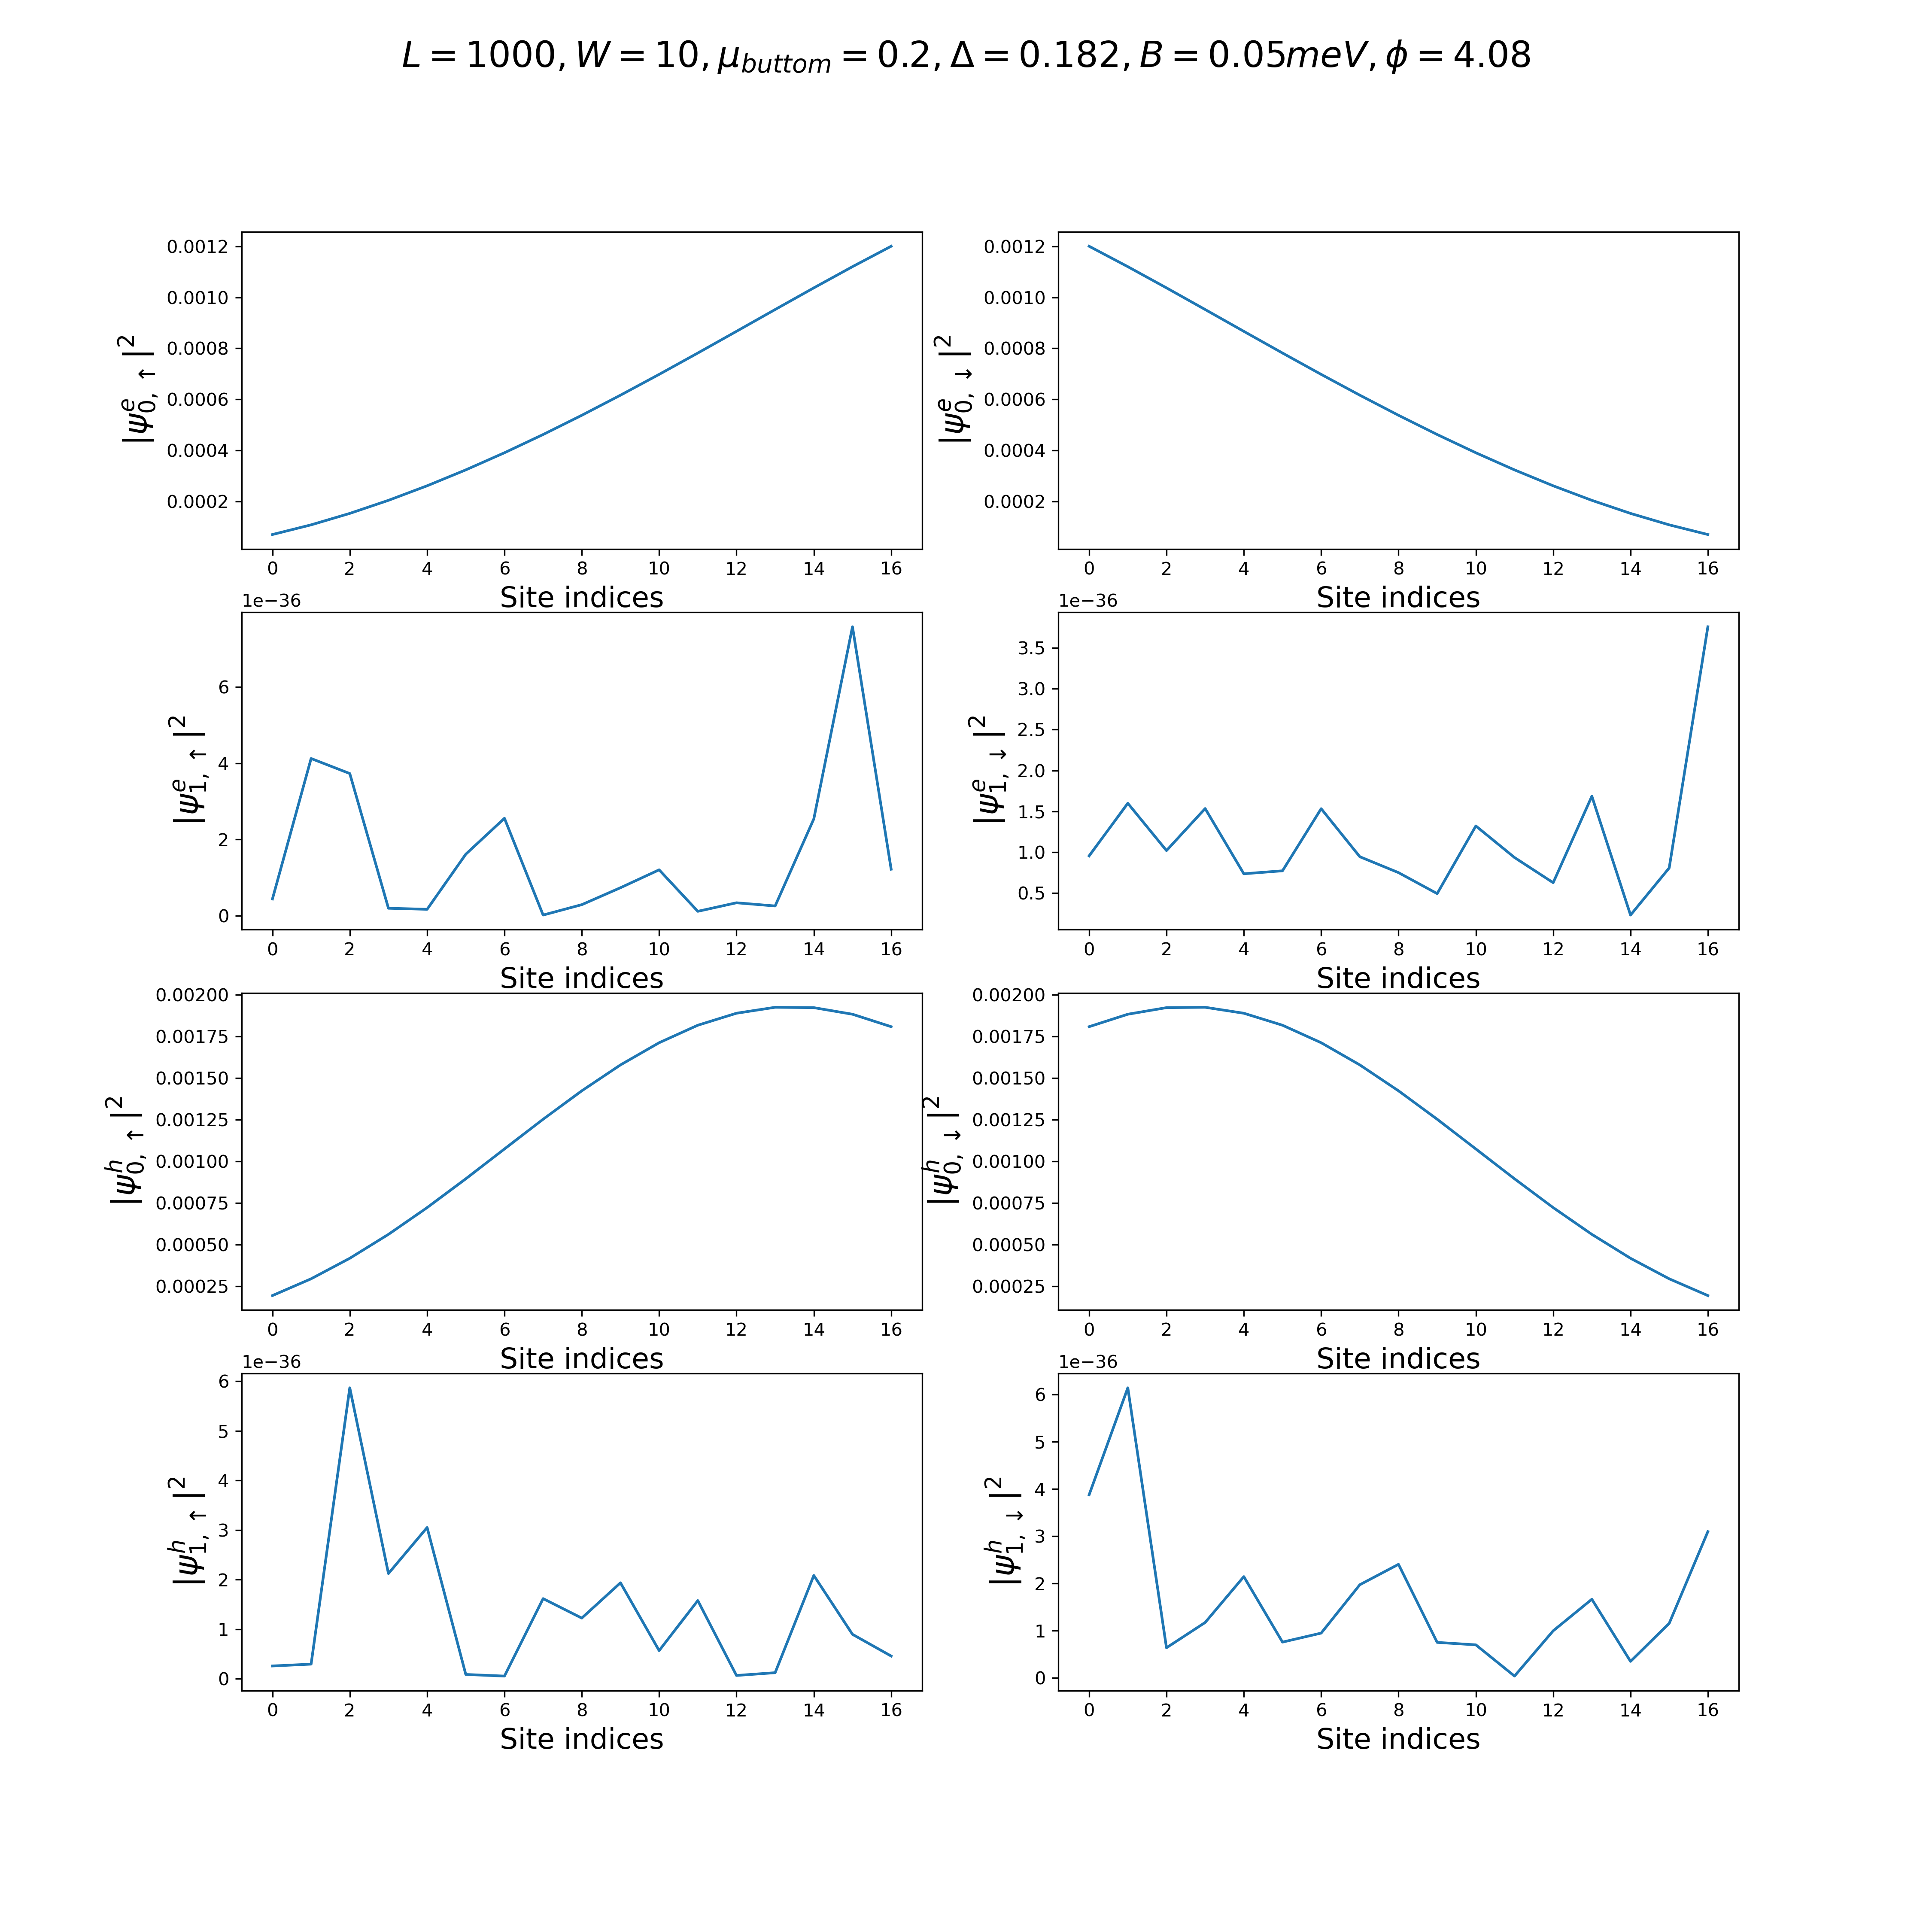 L = 1000, W = 10, μ_buttom = 0.2, Δ = 0.182, B = 0.05meV, ϕ = 4.08
|ψ^e_{0, ↑}|^2
0.0012
0.0010
0.0008
0.0006
0.0004
0.0002
0 2 4 6 8 10 12 14 16
Site indices
|ψ^e_{0, ↓}|^2
0.0012
0.0010
0.0008
0.0006
0.0004
0.0002
0 2 4 6 8 10 12 14 16
Site indices
1e−36
|ψ^e_{1, ↑}|^2
6
4
2
0
0 2 4 6 8 10 12 14 16
Site indices
1e−36
|ψ^e_{1, ↓}|^2
3.5
3.0
2.5
2.0
1.5
1.0
0.5
0 2 4 6 8 10 12 14 16
Site indices
|ψ^h_{0, ↑}|^2
0.00200
0.00175
0.00150
0.00125
0.00100
0.00075
0.00050
0.00025
0 2 4 6 8 10 12 14 16
Site indices
|ψ^h_{0, ↓}|^2
0.00200
0.00175
0.00150
0.00125
0.00100
0.00075
0.00050
0.00025
0 2 4 6 8 10 12 14 16
Site indices
1e−36
|ψ^h_{1, ↑}|^2
6
5
4
3
2
1
0
0 2 4 6 8 10 12 14 16
Site indices
1e−36
|ψ^h_{1, ↓}|^2
6
5
4
3
2
1
0
0 2 4 6 8 10 12 14 16
Site indices